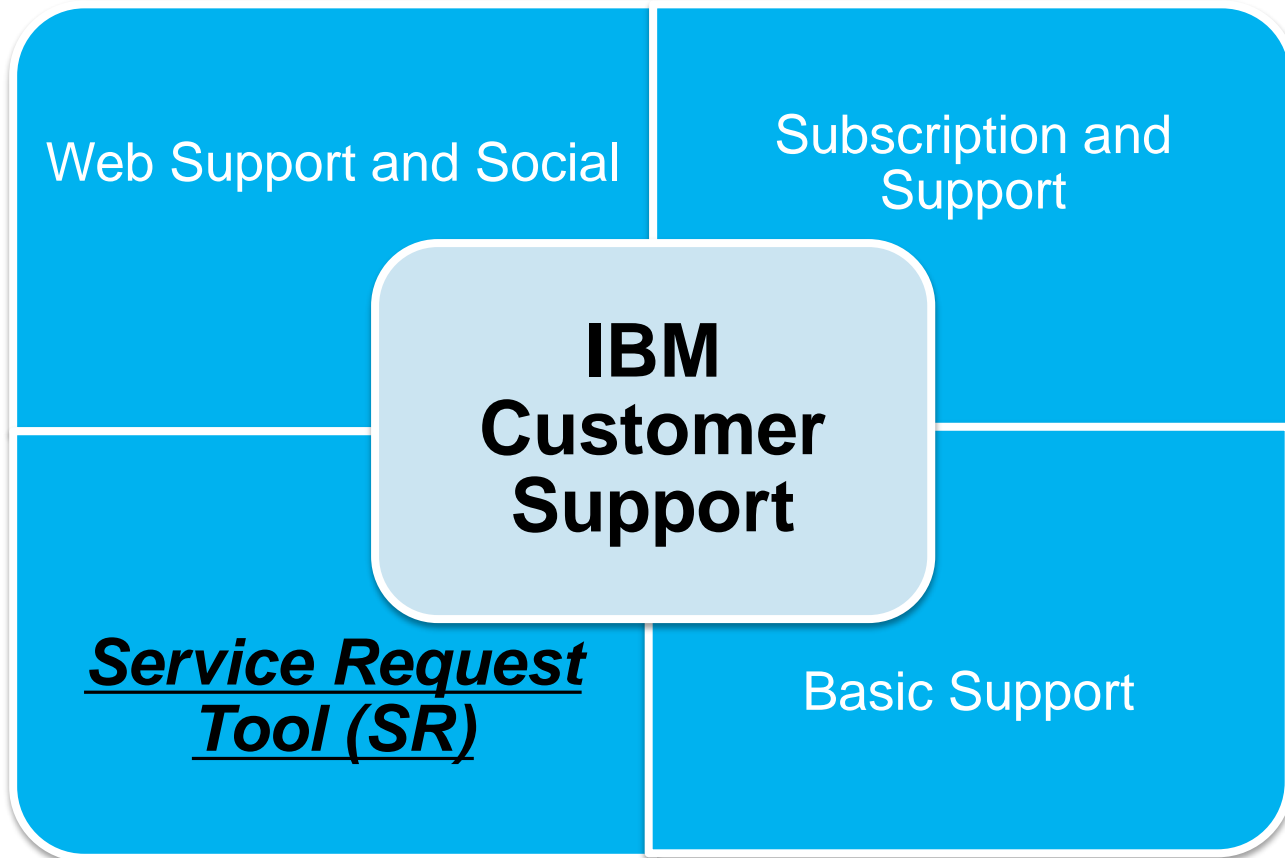 Web Support and Social
Subscription and
Support
IBM
Customer
Support
Service Request
Tool (SR)
Basic Support